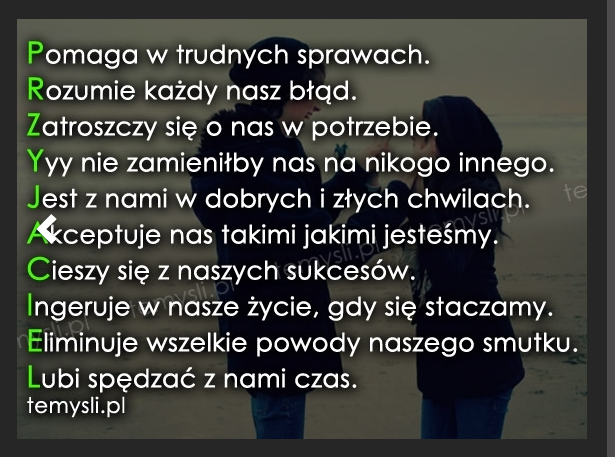 Pomaga w trudnych sprawach.
Rozumie każdy nasz błąd.
Zatroszczy się o nas w potrzebie.
Yyy nie zamieniłby nas na nikogo innego.
Jest z nami w dobrych i złych chwilach.
Akceptuje nas takimi jakimi jesteśmy.
Cieszy się z naszych sukcesów.
Ingeruje w nasze życie, gdy się staczamy.
Eliminuje wszelkie powody naszego smutku.
Lubi spędzać z nami czas.
temysli.pl